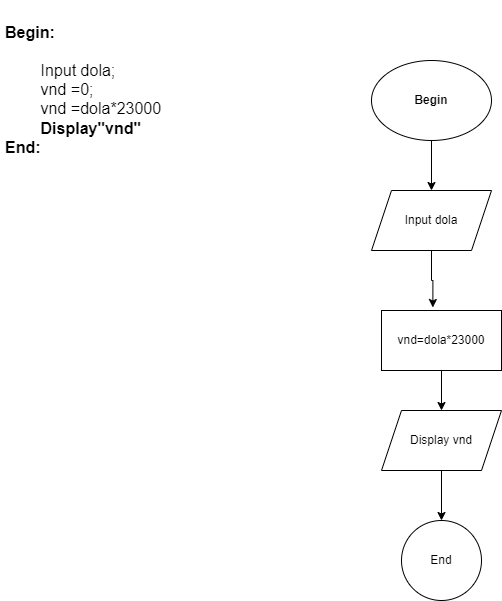 Begin:
Input dola;
vnd =0;
vnd =dola*23000
Display"vnd"
End:
Begin
Input dola
vnd=dola*23000
Display vnd
End